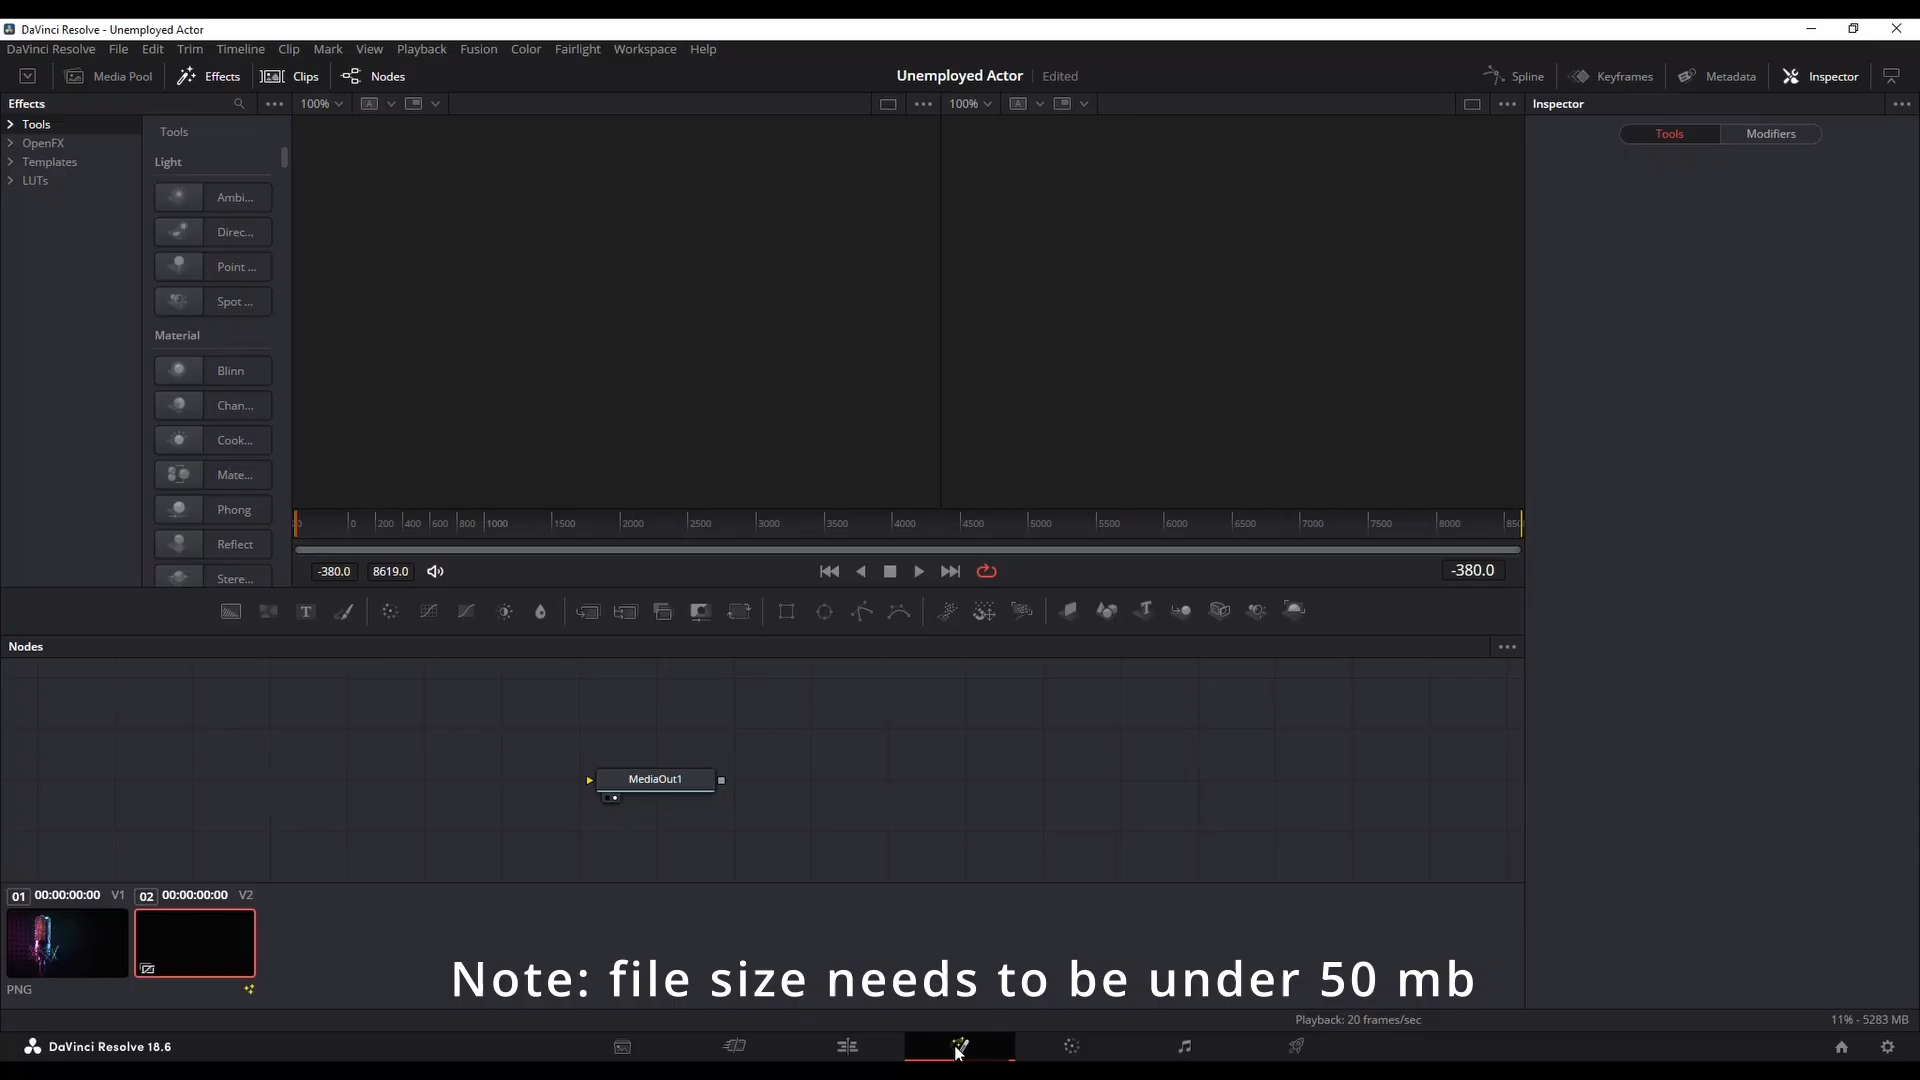 DaVinci Resolve - Unemployed Actor
DaVinci Resolve File Edit Trim Timeline Clip Mark View Playback Fusion Color Fairlight Workspace Help
Media Pool Effects Clips Nodes Unemployed Actor Edited Spline Keyframes Metadata Inspector
Effects 100% A 100% A Inspector
Tools
OpenFX
Templates
LUTs
Tools
Light
Ambi...
Direc...
Point ...
Spot ...
Material
Blinn
Chan...
Cook...
Mate...
Phong
Reflect
Stere...
Tools Modifiers
0 200 400 600 800 1000 1500 2000 2500 3000 3500 4000 4500 5000 5500 6000 6500 7000 7500 8000 850
-380.0 8619.0 -380.0
T T
Nodes
MediaOut1
01 00:00:00:00 V1 02 00:00:00:00 V2
PNG
Note: file size needs to be under 50 mb
Playback: 20 frames/sec 11% - 5283 MB
DaVinci Resolve 18.6